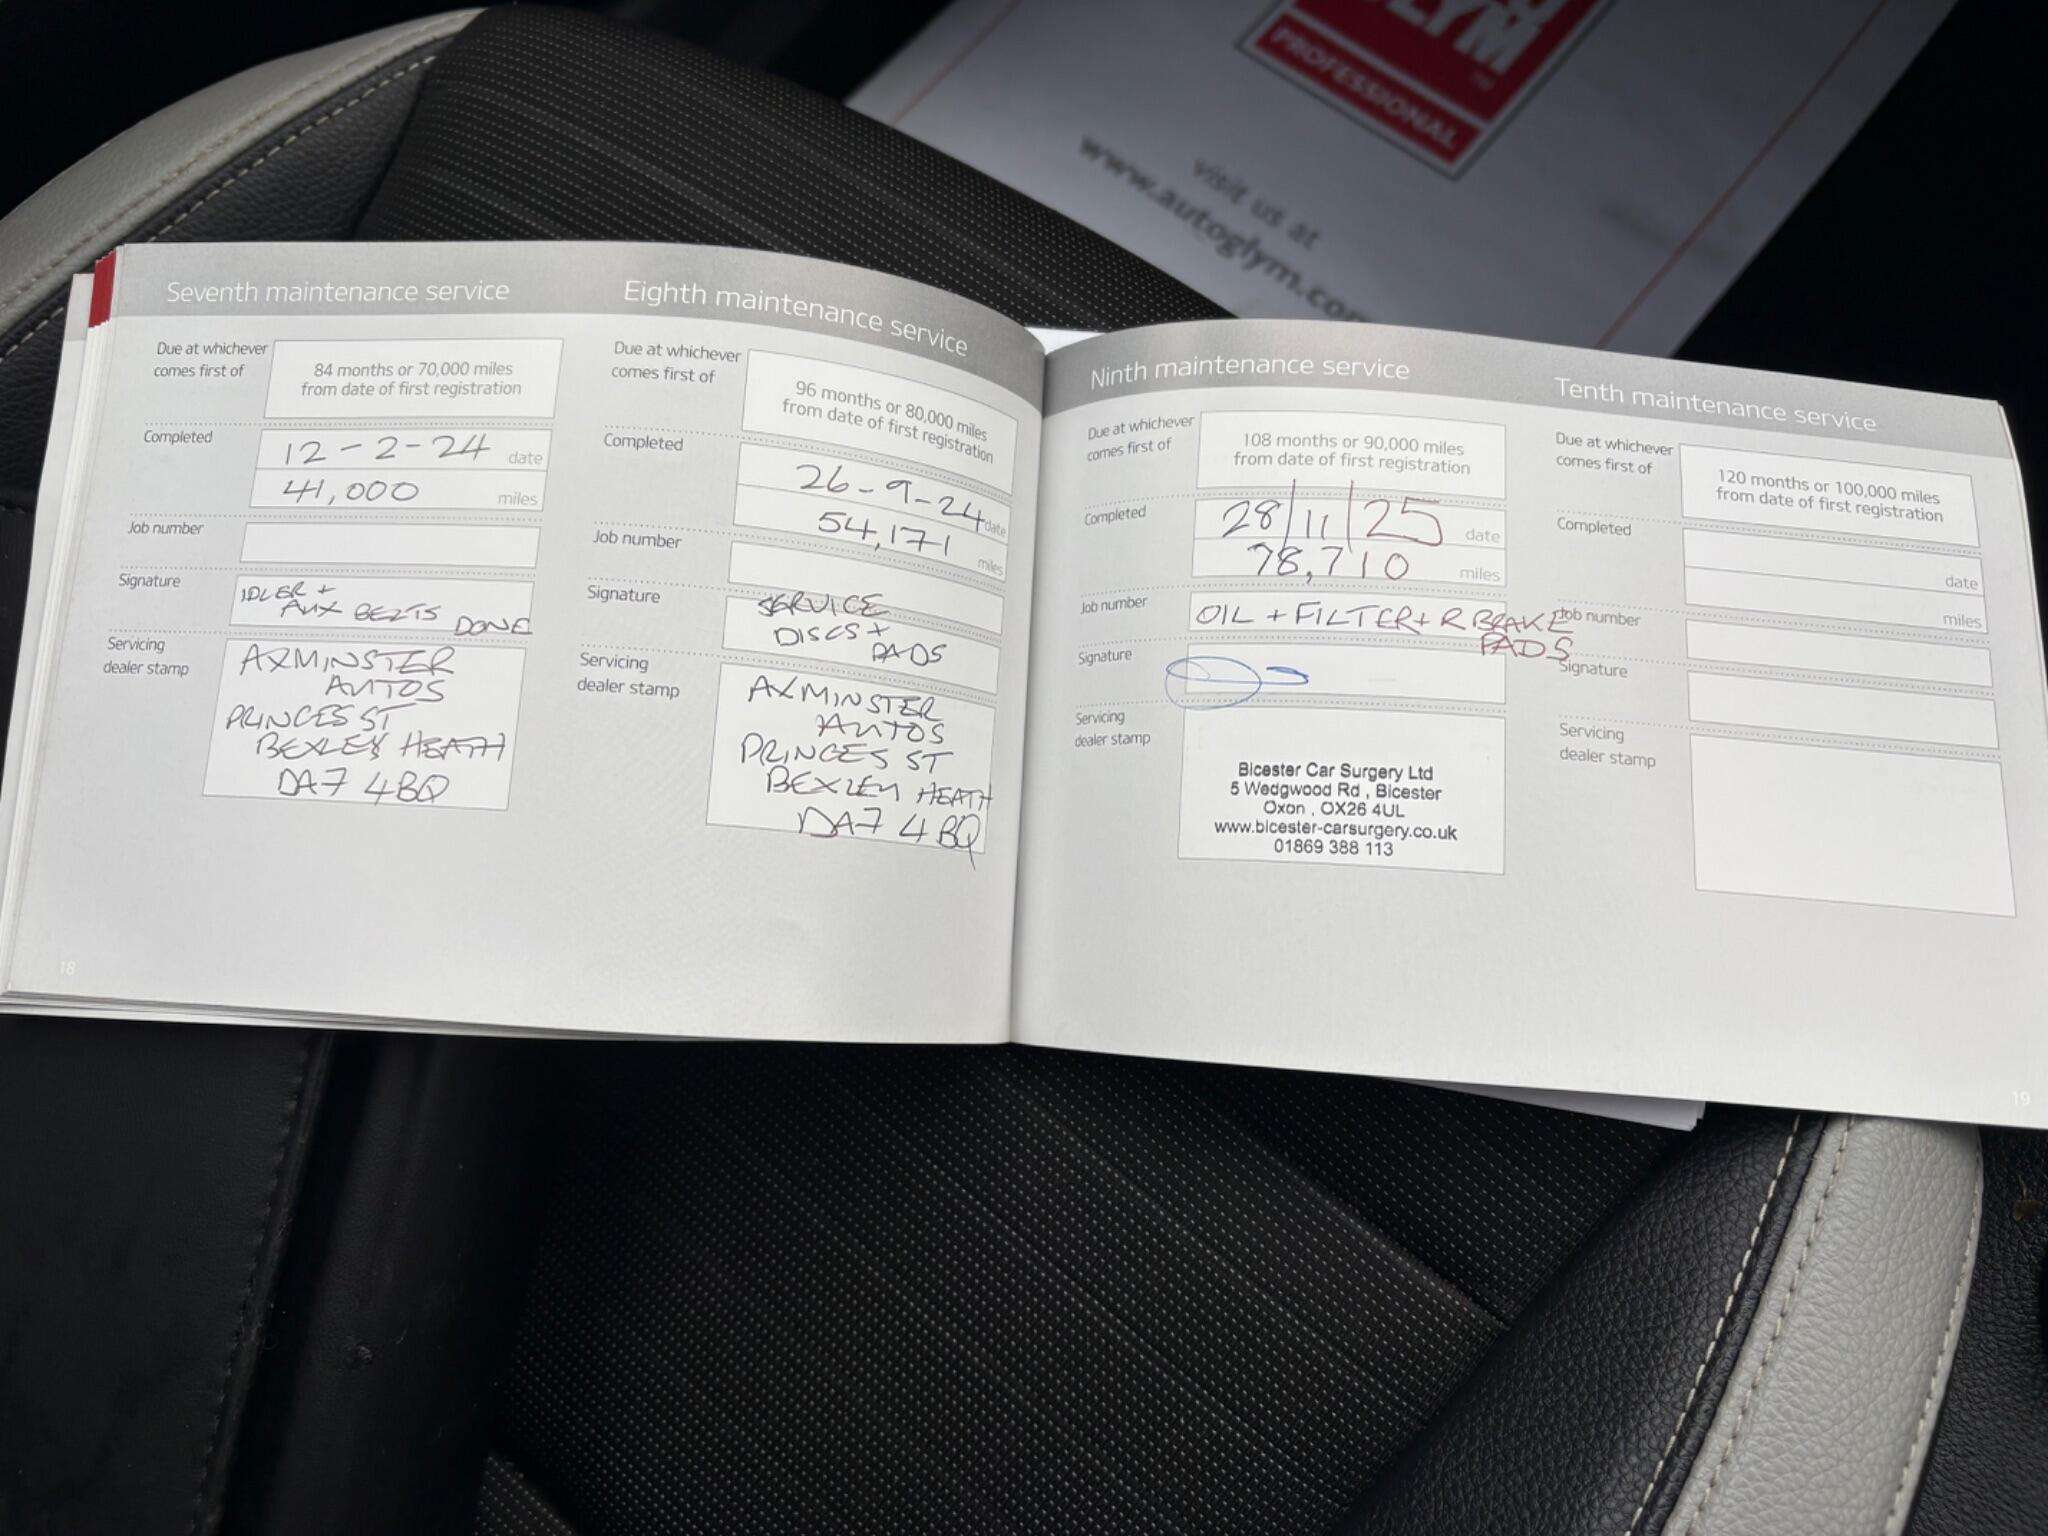 GLYM
TM
PROFESSIONAL
visit us at
www.autoglym.com
Seventh maintenance service
Due at whichever
comes first of
84 months or 70,000 miles
from date of first registration
Completed
12-2-24 date
41,000 miles
Job number
Signature
IDLER +
AUX BELTS DONE
Servicing
dealer stamp
AXMINSTER
AUTOS
PRINCES ST
BEXLEY HEATH
DA7 4BQ
18
Eighth maintenance service
Due at whichever
comes first of
96 months or 80,000 miles
from date of first registration
Completed
26-9-24 date
54,171 miles
Job number
Signature
SERVICE
DISCS +
PADS
Servicing
dealer stamp
AXMINSTER
AUTOS
PRINCES ST
BEXLEY HEATH
DA7 4BQ
Ninth maintenance service
Due at whichever
comes first of
108 months or 90,000 miles
from date of first registration
Completed
28/11/25 date
78,710 miles
Job number
OIL + FILTER + R BRAKE
PADS
Signature
Servicing
dealer stamp
Bicester Car Surgery Ltd
5 Wedgwood Rd , Bicester
Oxon , OX26 4UL
www.bicester-carsurgery.co.uk
01869 388 113
Tenth maintenance service
Due at whichever
comes first of
120 months or 100,000 miles
from date of first registration
Completed
date
miles
Job number
Signature
Servicing
dealer stamp
19